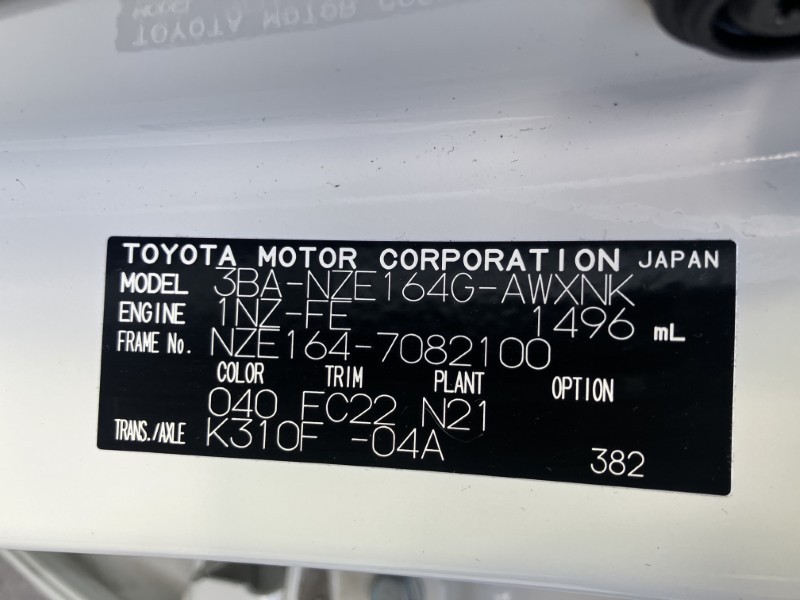 TOYOTA MOTOR CORPORATION JAPAN
MODEL 3BA-NZE164G-AWXNK
ENGINE 1NZ-FE 1496 mL
FRAME No. NZE164-7082100
COLOR TRIM PLANT OPTION
040 FC22 N21
TRANS./AXLE K310F -04A
382